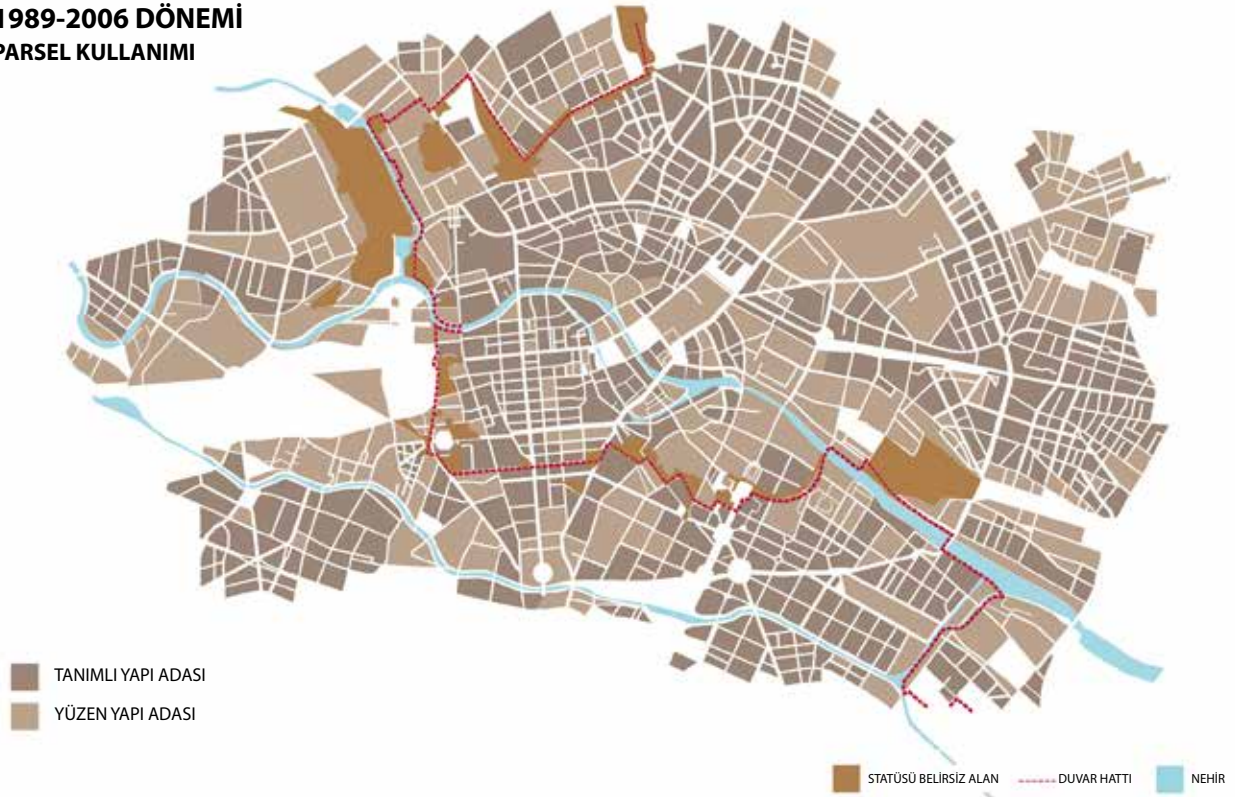 1989-2006 DÖNEMİ
PARSEL KULLANIMI
TANIMLI YAPI ADASI
YÜZEN YAPI ADASI
STATÜSÜ BELİRSİZ ALAN
DUVAR HATTI
NEHİR